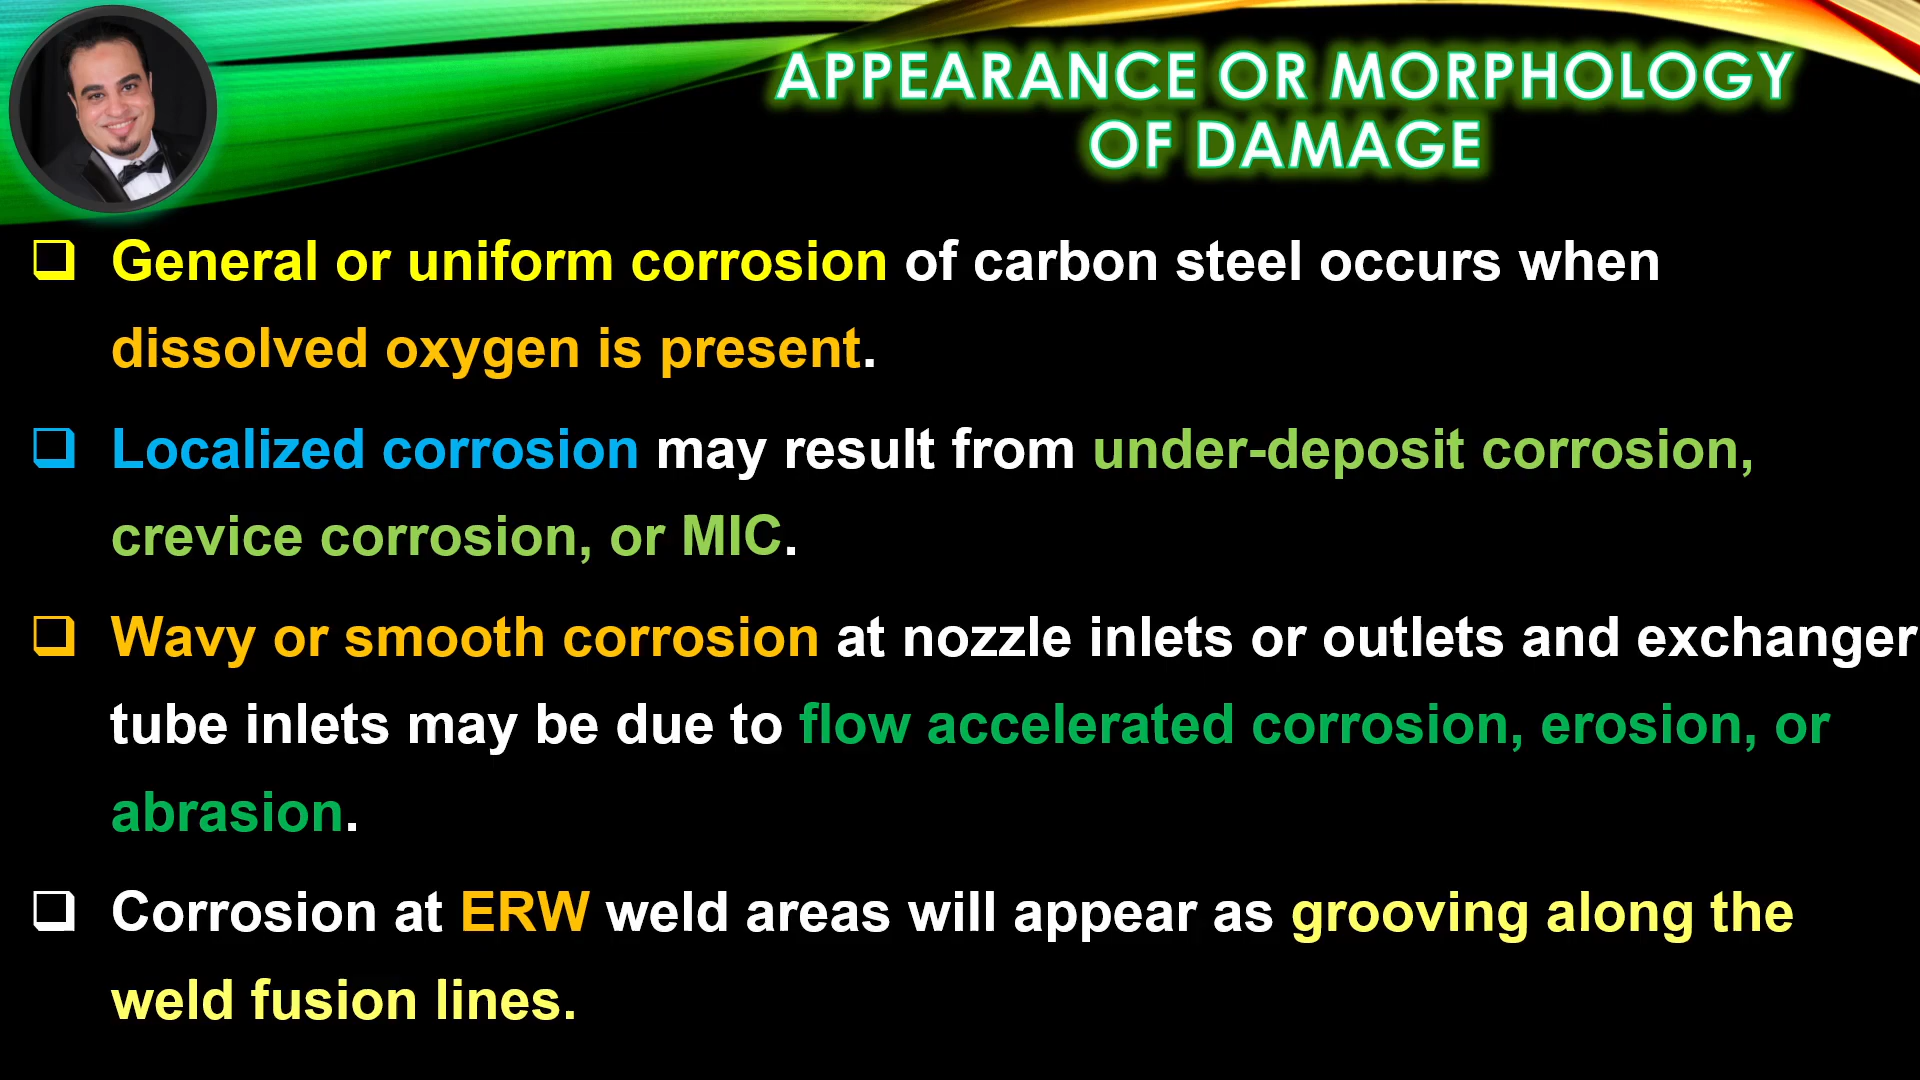 APPEARANCE OR MORPHOLOGY
OF DAMAGE
❑ General or uniform corrosion of carbon steel occurs when
dissolved oxygen is present.
❑ Localized corrosion may result from under-deposit corrosion,
crevice corrosion, or MIC.
❑ Wavy or smooth corrosion at nozzle inlets or outlets and exchanger
tube inlets may be due to flow accelerated corrosion, erosion, or
abrasion.
❑ Corrosion at ERW weld areas will appear as grooving along the
weld fusion lines.